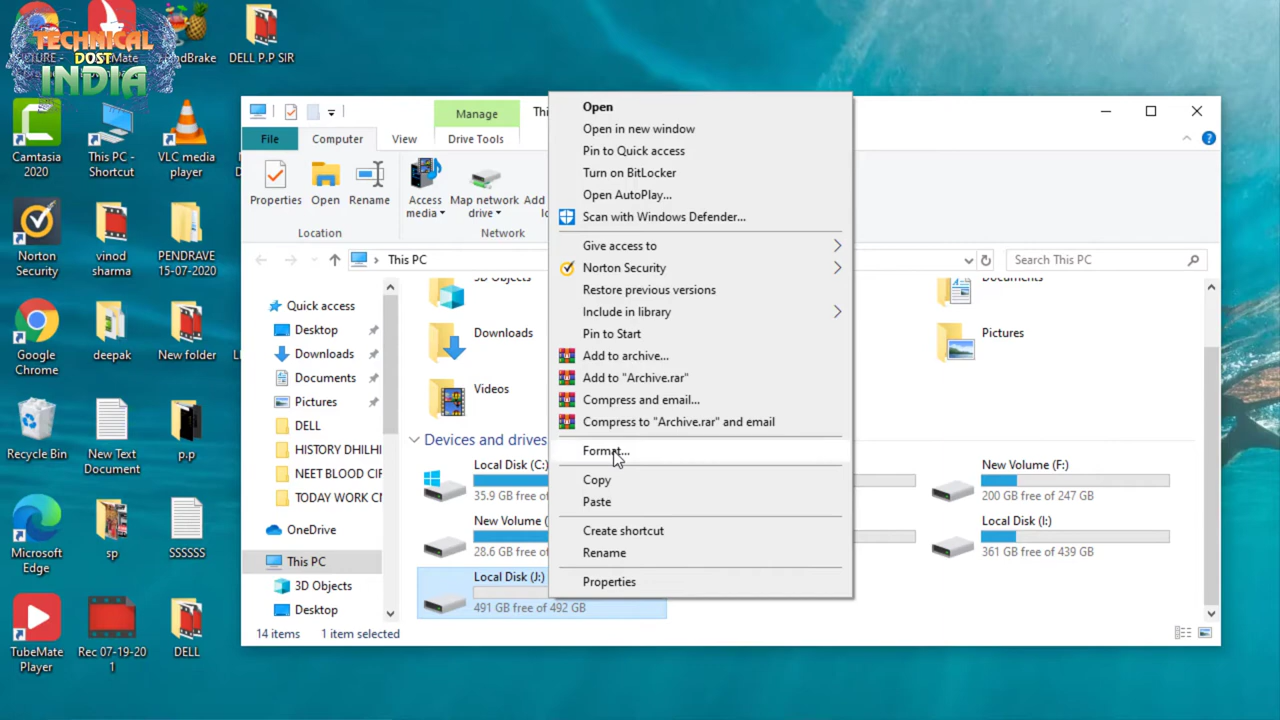 TECHNICAL
DOST
INDIA
HandBrake
DELL P.P SIR
Camtasia
2020
This PC -
Shortcut
VLC media
player
Norton
Security
vinod
sharma
PENDRAVE
15-07-2020
Google
Chrome
deepak
New folder
Recycle Bin
New Text
Document
p.p
Microsoft
Edge
sp
SSSSSS
TubeMate
Player
Rec 07-19-20
1
DELL
Manage
File
Computer
View
Drive Tools
Properties
Open
Rename
Access
media
Map network
drive
Add
Location
Network
This PC
Search This PC
Quick access
Desktop
Downloads
Documents
Pictures
DELL
HISTORY DHILHI
NEET BLOOD CIF
TODAY WORK CM
OneDrive
This PC
3D Objects
Desktop
3D Objects
Documents
Downloads
Pictures
Videos
Devices and drives
Local Disk (C:)
35.9 GB free of
New Volume (F:)
200 GB free of 247 GB
New Volume (
28.6 GB free of
Local Disk (I:)
361 GB free of 439 GB
Local Disk (J:)
491 GB free of 492 GB
14 items
1 item selected
Open
Open in new window
Pin to Quick access
Turn on BitLocker
Open AutoPlay...
Scan with Windows Defender...
Give access to
Norton Security
Restore previous versions
Include in library
Pin to Start
Add to archive...
Add to "Archive.rar"
Compress and email...
Compress to "Archive.rar" and email
Format...
Copy
Paste
Create shortcut
Rename
Properties